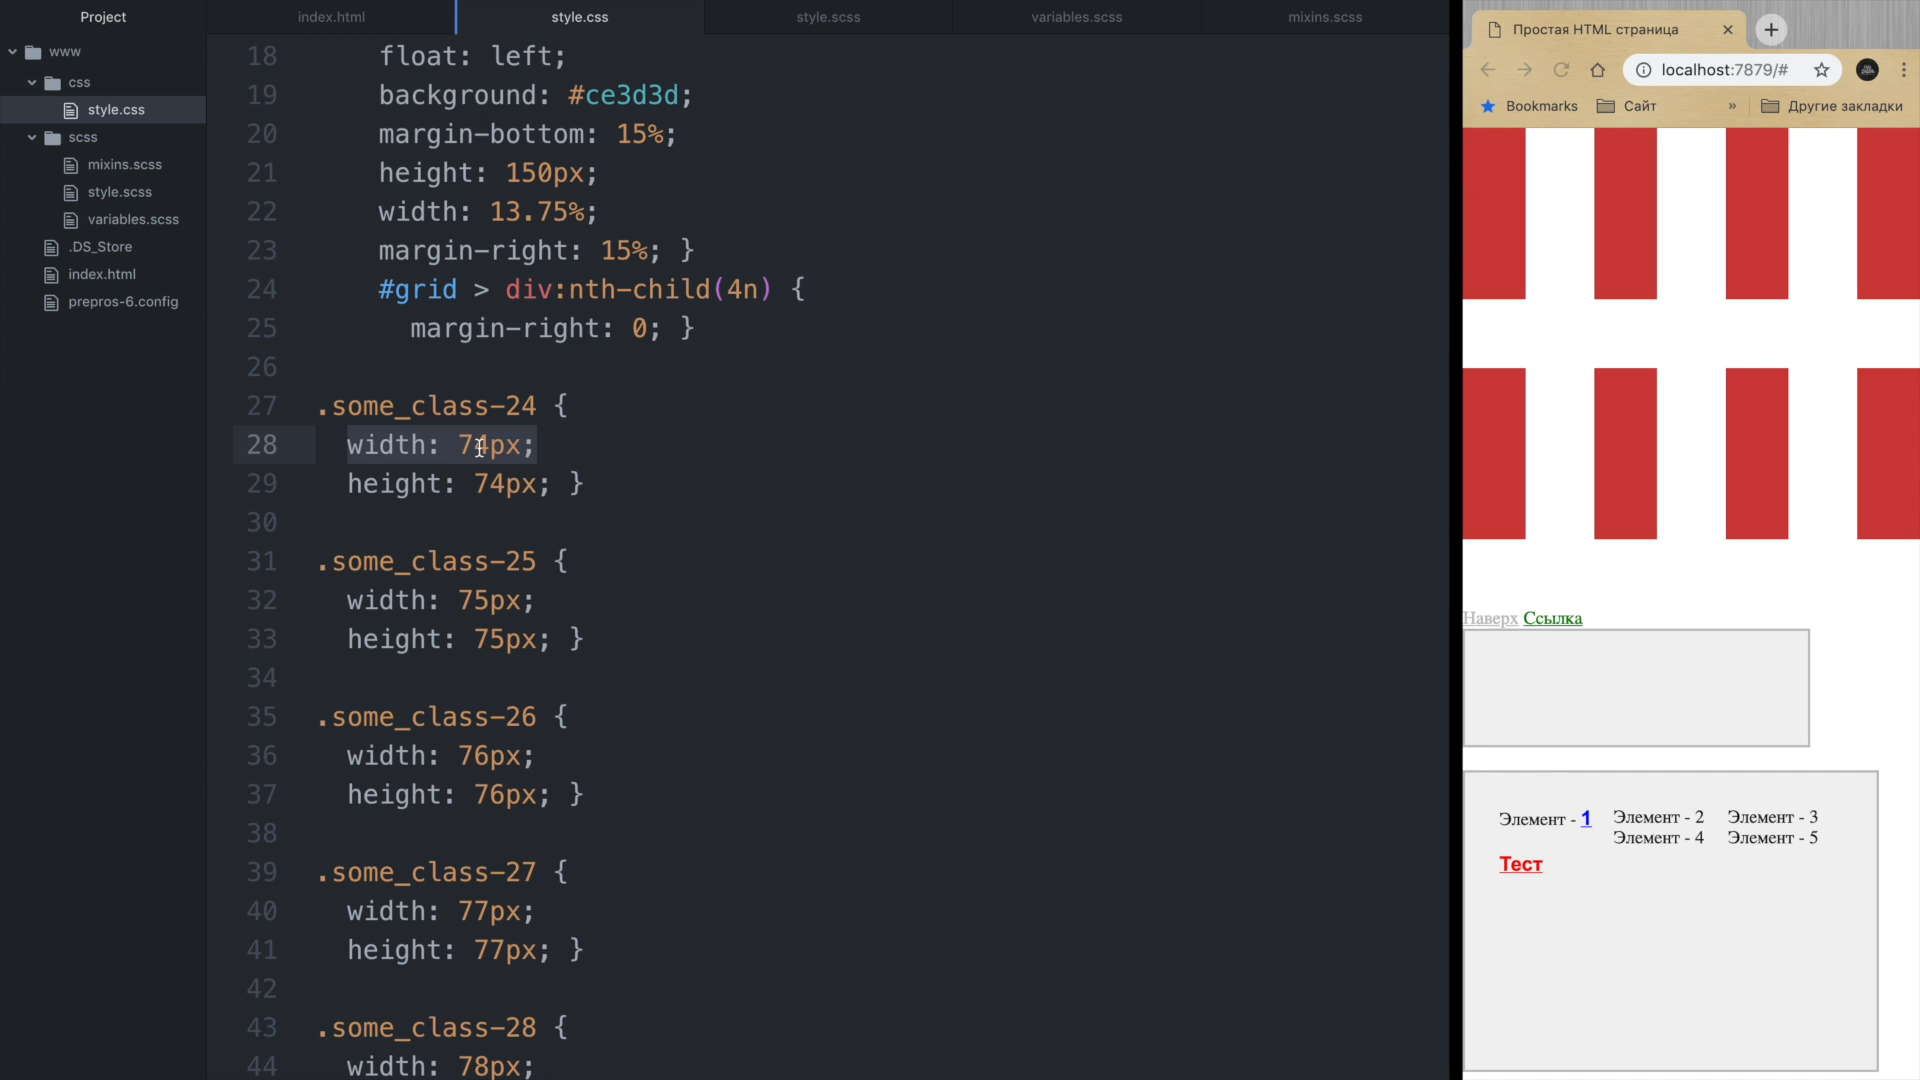 Project
www
css
style.css
scss
mixins.scss
style.scss
variables.scss
.DS_Store
index.html
prepros-6.config
index.html
style.css
style.scss
variables.scss
mixins.scss
18 float: left;
19 background: #ce3d3d;
20 margin-bottom: 15%;
21 height: 150px;
22 width: 13.75%;
23 margin-right: 15%; }
24 #grid > div:nth-child(4n) {
25 margin-right: 0; }
26
27 .some_class-24 {
28 width: 74px;
29 height: 74px; }
30
31 .some_class-25 {
32 width: 75px;
33 height: 75px; }
34
35 .some_class-26 {
36 width: 76px;
37 height: 76px; }
38
39 .some_class-27 {
40 width: 77px;
41 height: 77px; }
42
43 .some_class-28 {
44 width: 78px;
Простая HTML страница
localhost:7879/#
Bookmarks Сайт » Другие закладки
Наверх Ссылка
Элемент - 1 Элемент - 2 Элемент - 3
Элемент - 4 Элемент - 5
Тест